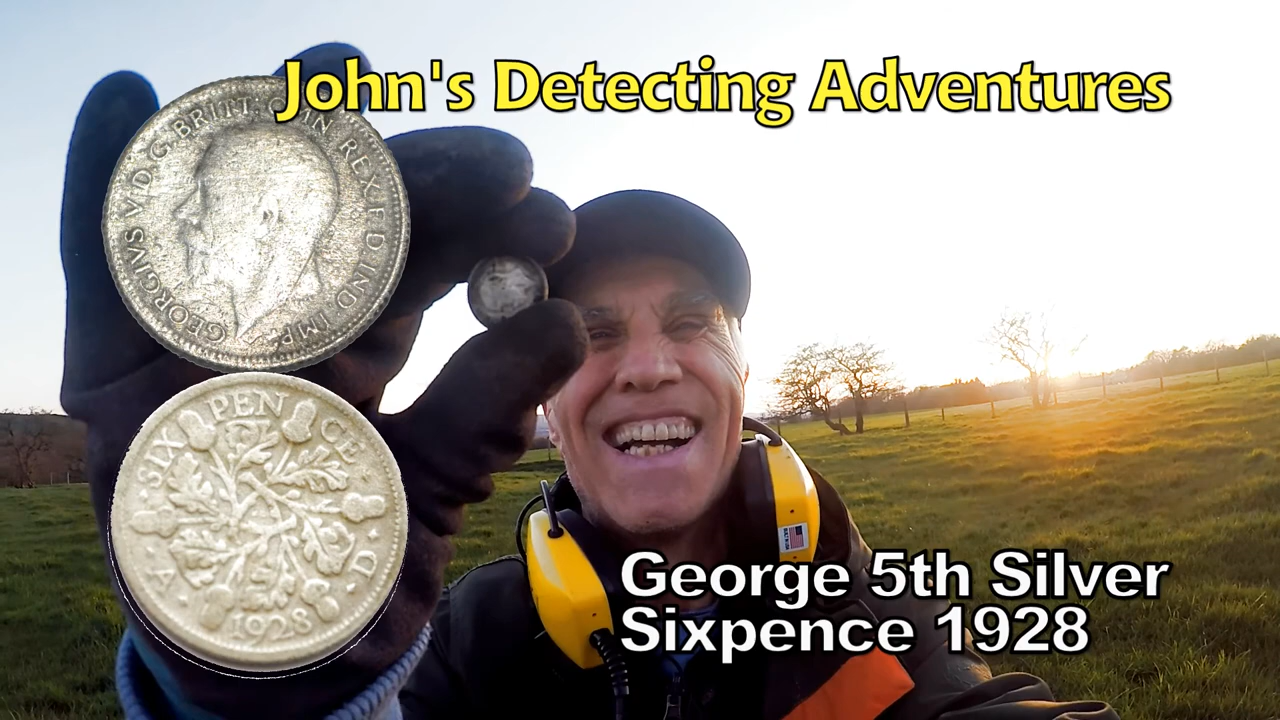 John's Detecting Adventures
GEORGIVS V D.G. BRITT: OMN REX F.D. IND: IMP:
SIX PENCE
A. D
1928
George 5th Silver
Sixpence 1928